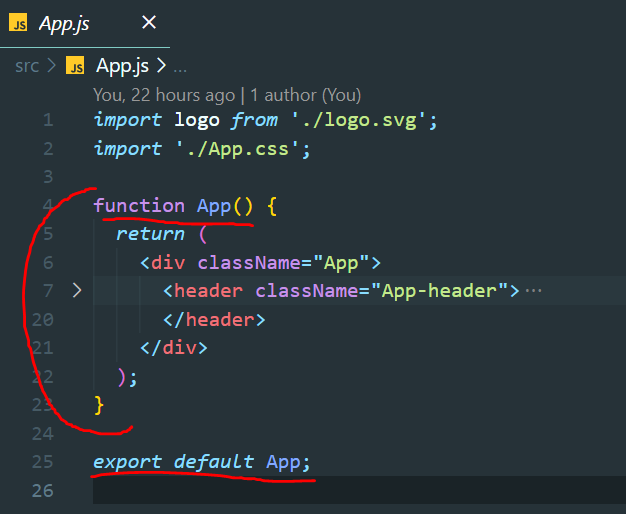 JS App.js ×
src > JS App.js > ...
You, 22 hours ago | 1 author (You)
1 import logo from './logo.svg';
2 import './App.css';
3
4 function App() {
5 return (
6 <div className="App">
7 > <header className="App-header">···
20 </header>
21 </div>
22 );
23 }
24
25 export default App;
26